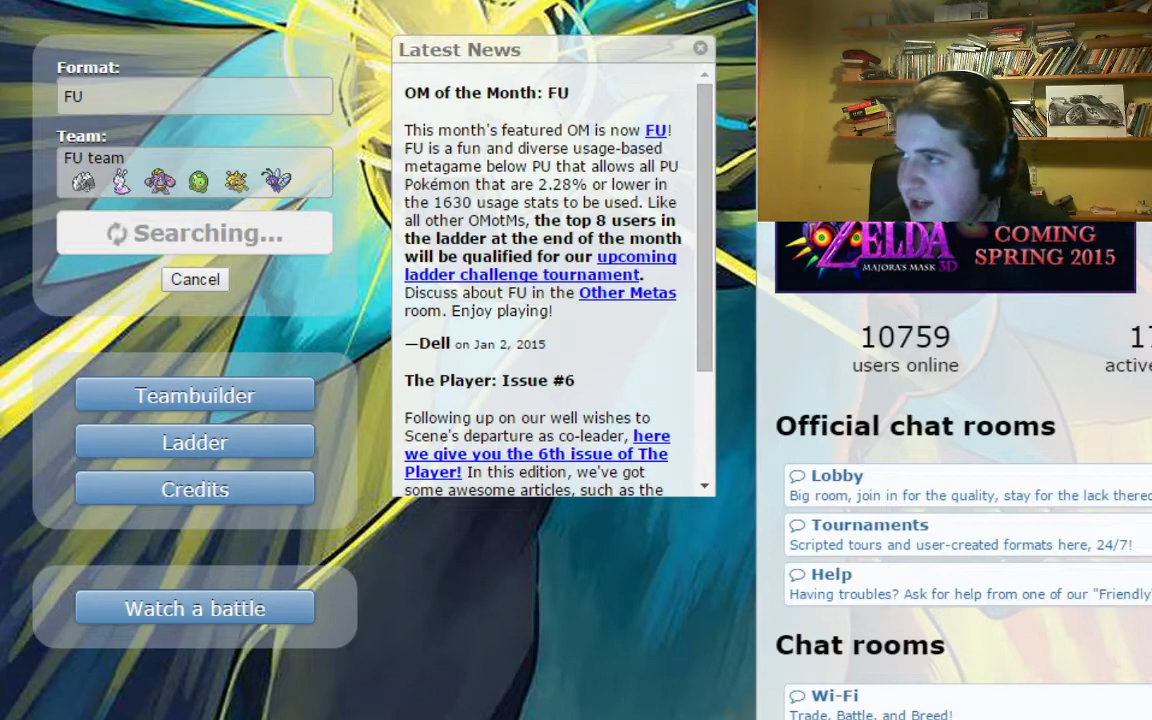 Format:
FU
Team:
FU team
Searching...
Cancel
Teambuilder
Ladder
Credits
Watch a battle
Latest News
OM of the Month: FU
This month's featured OM is now FU!
FU is a fun and diverse usage-based
metagame below PU that allows all PU
Pokémon that are 2.28% or lower in
the 1630 usage stats to be used. Like
all other OMotMs, the top 8 users in
the ladder at the end of the month
will be qualified for our upcoming
ladder challenge tournament.
Discuss about FU in the Other Metas
room. Enjoy playing!
—Dell on Jan 2, 2015
The Player: Issue #6
Following up on our well wishes to
Scene's departure as co-leader, here
we give you the 6th issue of The
Player! In this edition, we've got
some awesome articles, such as the
ZELDA
MAJORA'S MASK 3D
COMING
SPRING 2015
10759
users online
17
active
Official chat rooms
Lobby
Big room, join in for the quality, stay for the lack thereo
Tournaments
Scripted tours and user-created formats here, 24/7!
Help
Having troubles? Ask for help from one of our "Friendly"
Chat rooms
Wi-Fi
Trade, Battle, and Breed!